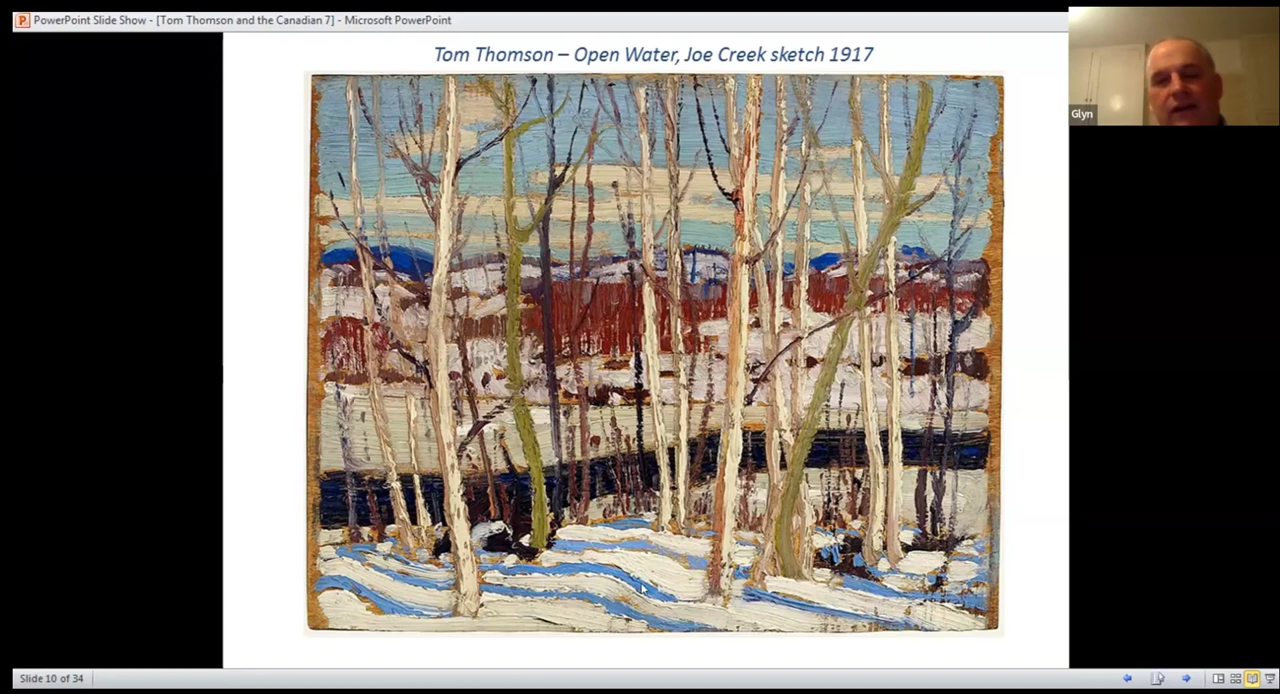 PowerPoint Slide Show - [Tom Thomson and the Canadian 7] - Microsoft PowerPoint
Tom Thomson – Open Water, Joe Creek sketch 1917
Glyn
Slide 10 of 34